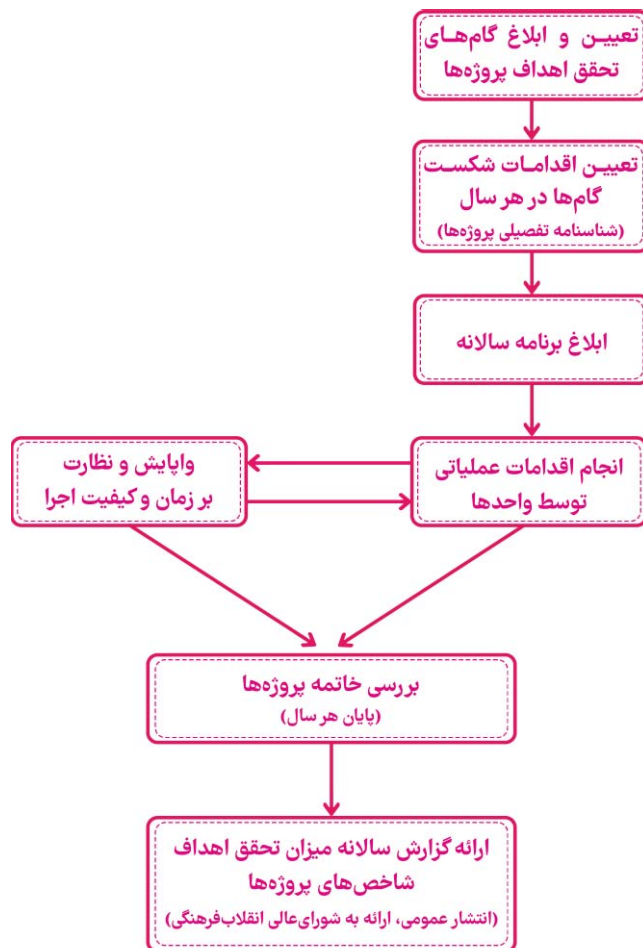 تعیین و ابلاغ گام‌های
تحقق اهداف پروژه‌ها
تعیین اقدامات شکست
گام‌ها در هر سال
(شناسنامه تفصیلی پروژه‌ها)
ابلاغ برنامه سالانه
انجام اقدامات عملیاتی
توسط واحدها
واپایش و نظارت
بر زمان و کیفیت اجرا
بررسی خاتمه پروژه‌ها
(پایان هر سال)
ارائه گزارش سالانه میزان تحقق اهداف
شاخص‌های پروژه‌ها
(انتشار عمومی، ارائه به شورای‌عالی انقلاب‌فرهنگی)